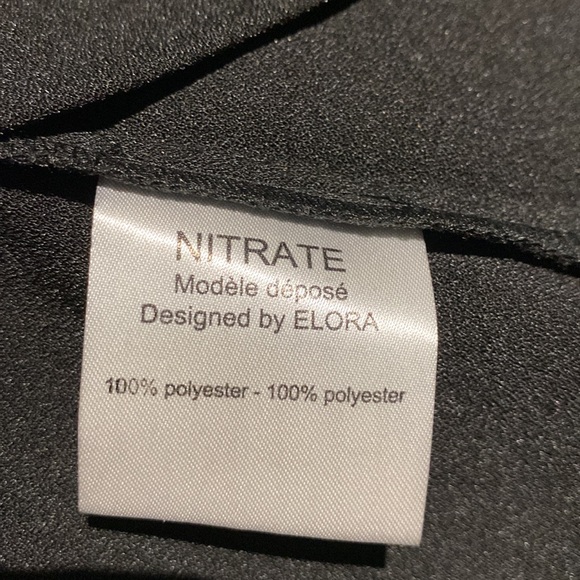 NITRATE
Modèle déposé
Designed by ELORA
100% polyester - 100% polyester